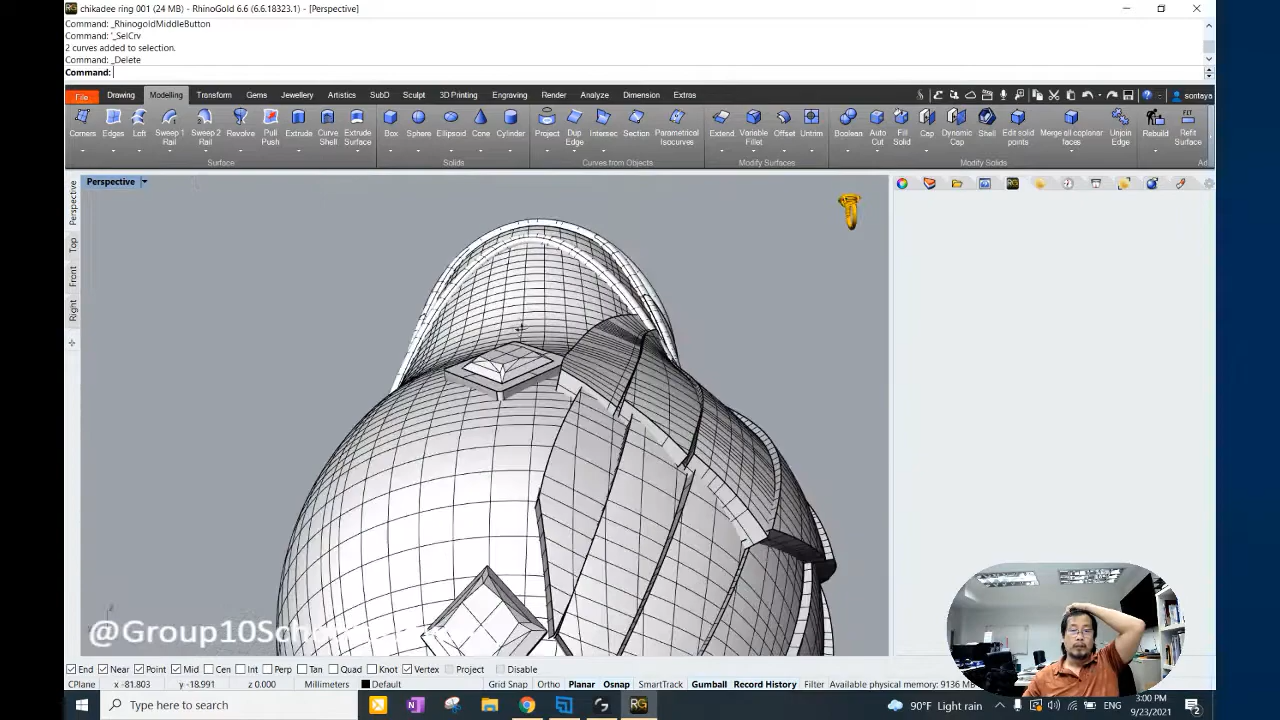 chikadee ring 001 (24 MB) - RhinoGold 6.6 (6.6.18323.1) - [Perspective]
Command: _RhinogoldMiddleButton
Command: '_SelCrv
2 curves added to selection.
Command: _Delete
Command:
File Drawing Modelling Transform Gems Jewellery Artistics SubD Sculpt 3D Printing Engraving Render Analyze Dimension Extras sontaya
Corners Edges Loft Sweep 1 Rail Sweep 2 Rail Revolve Pull Push Extrude Curve Shell Extrude Surface Box Sphere Ellipsoid Cone Cylinder Project Dup Edge Intersec Section Parametrical Isocurves Extend Variable Fillet Offset Untrim Boolean Auto Cut Fill Solid Cap Dynamic Cap Shell Edit solid points Merge all coplanar faces Unjoin Edge Rebuild Refit Surface
Surface Solids Curves from Objects Modify Surfaces Modify Solids Ad
Perspective
Perspective
Top
Front
Right
End Near Point Mid Cen Int Perp Tan Quad Knot Vertex Project Disable
CPlane x -81.803 y -18.991 z 0.000 Millimeters Default Grid Snap Ortho Planar Osnap SmartTrack Gumball Record History Filter Available physical memory: 9136 MB
Type here to search
90°F Light rain
ENG
3:00 PM
9/23/2021